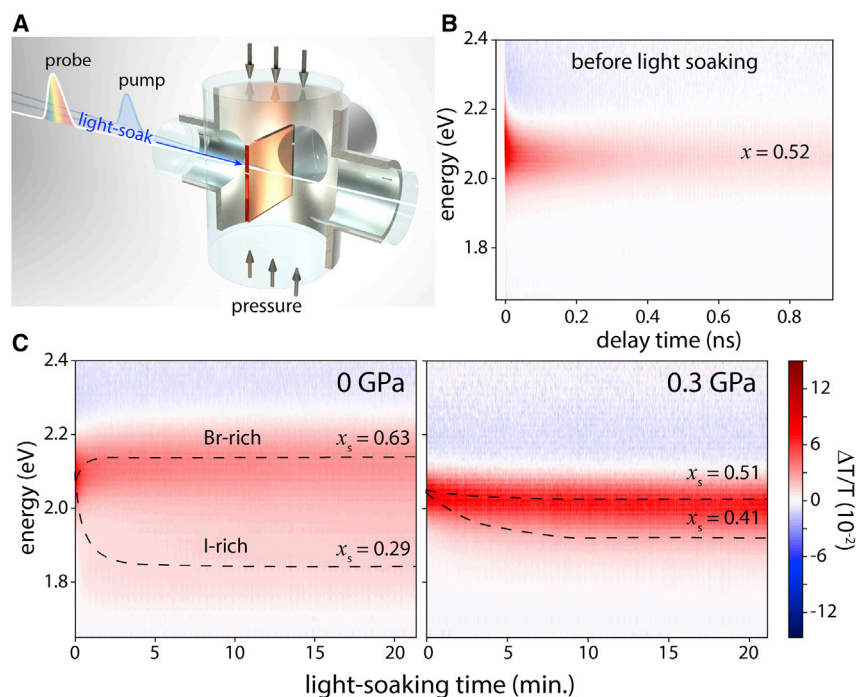 A
probe
pump
light-soak
pressure
B
before light soaking
x = 0.52
energy (eV)
2.4
2.2
2.0
1.8
0
0.2
0.4
0.6
0.8
delay time (ns)
C
0 GPa
Br-rich
xs = 0.63
I-rich
xs = 0.29
energy (eV)
2.4
2.2
2.0
1.8
0
5
10
15
20
0.3 GPa
xs = 0.51
xs = 0.41
0
5
10
15
20
light-soaking time (min.)
12
6
0
-6
-12
ΔT/T (10-2)